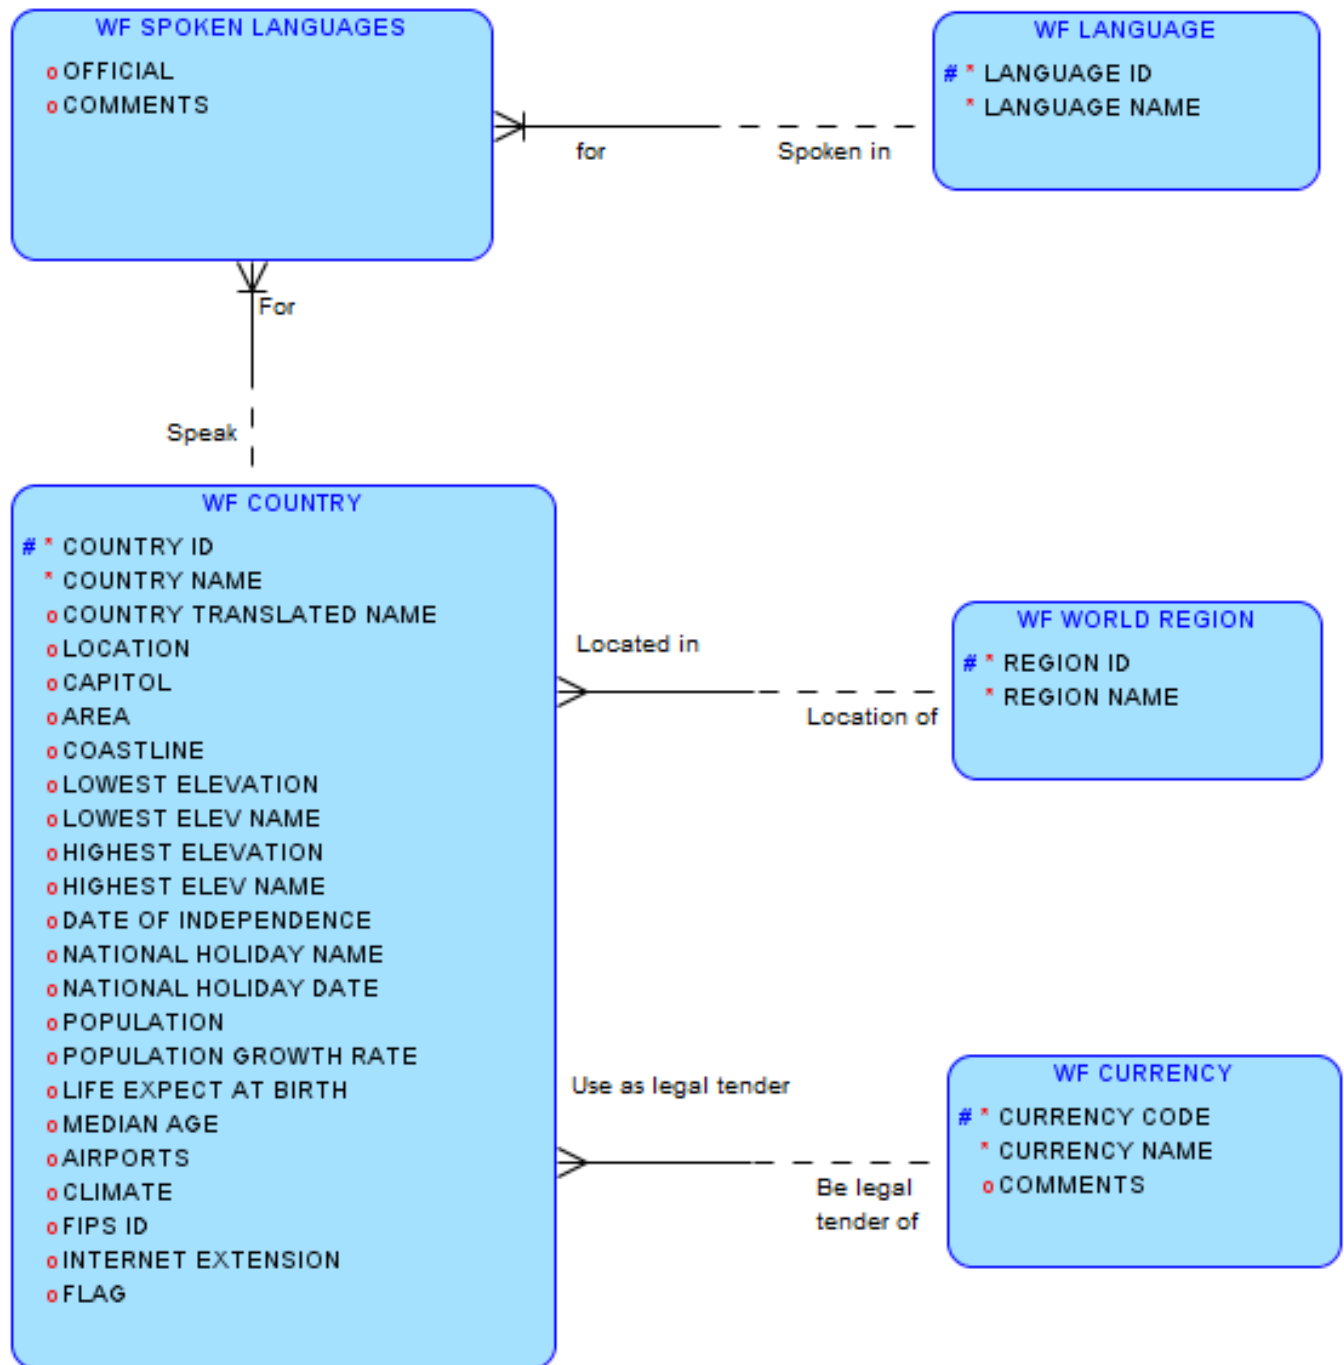 WF SPOKEN LANGUAGES
o OFFICIAL
o COMMENTS
WF LANGUAGE
# * LANGUAGE ID
* LANGUAGE NAME
for
Spoken in
For
Speak
WF COUNTRY
# * COUNTRY ID
* COUNTRY NAME
o COUNTRY TRANSLATED NAME
o LOCATION
o CAPITOL
o AREA
o COASTLINE
o LOWEST ELEVATION
o LOWEST ELEV NAME
o HIGHEST ELEVATION
o HIGHEST ELEV NAME
o DATE OF INDEPENDENCE
o NATIONAL HOLIDAY NAME
o NATIONAL HOLIDAY DATE
o POPULATION
o POPULATION GROWTH RATE
o LIFE EXPECT AT BIRTH
o MEDIAN AGE
o AIRPORTS
o CLIMATE
o FIPS ID
o INTERNET EXTENSION
o FLAG
Located in
Location of
WF WORLD REGION
# * REGION ID
* REGION NAME
Use as legal tender
Be legal
tender of
WF CURRENCY
# * CURRENCY CODE
* CURRENCY NAME
o COMMENTS